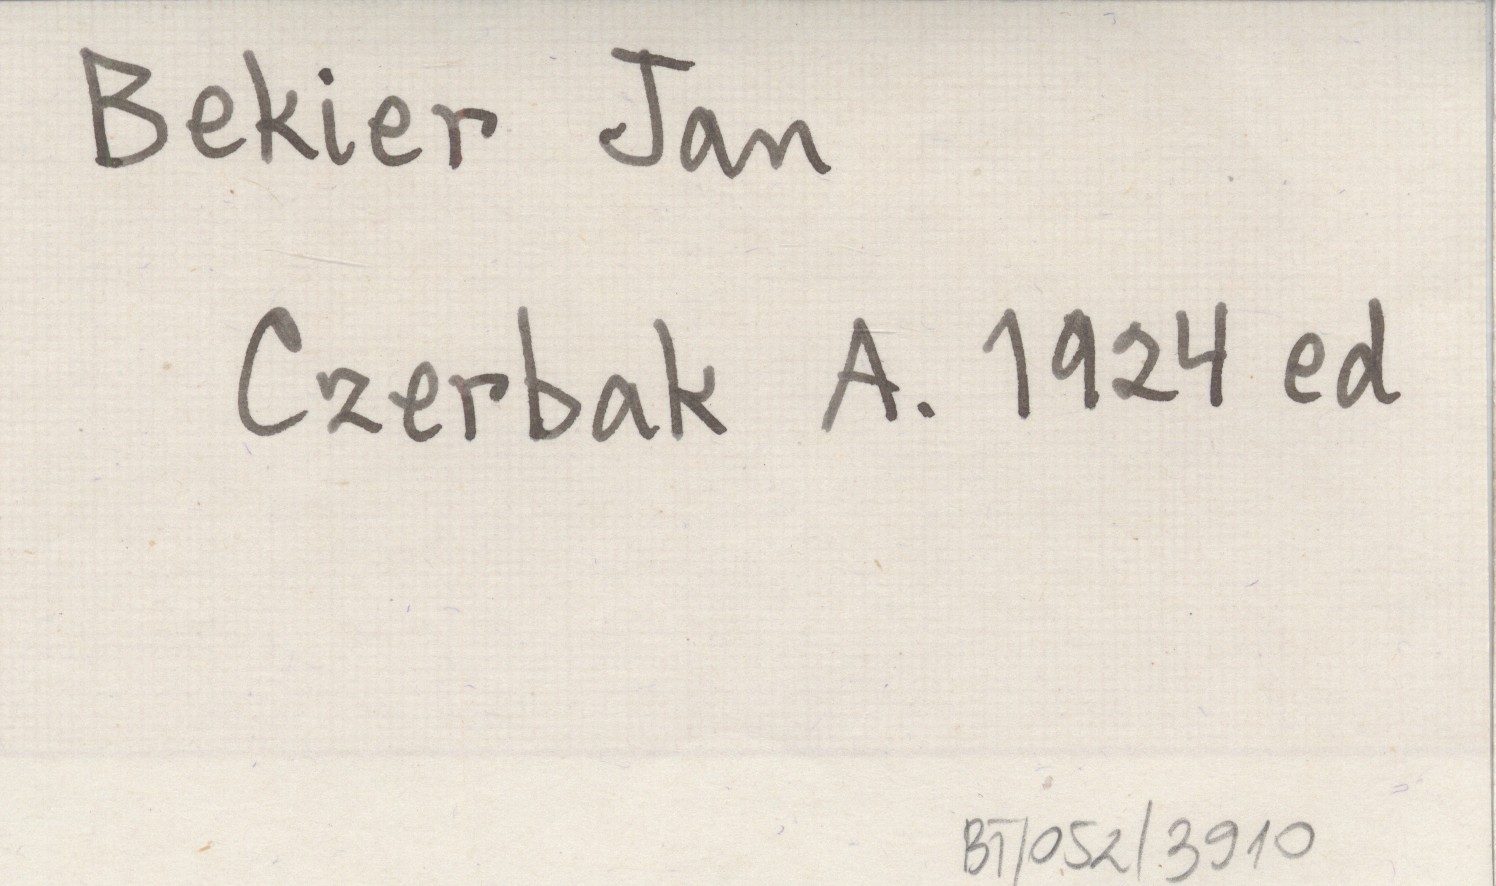 Bekier Jan
Czerbak A. 1924 ed
BT/052/3910